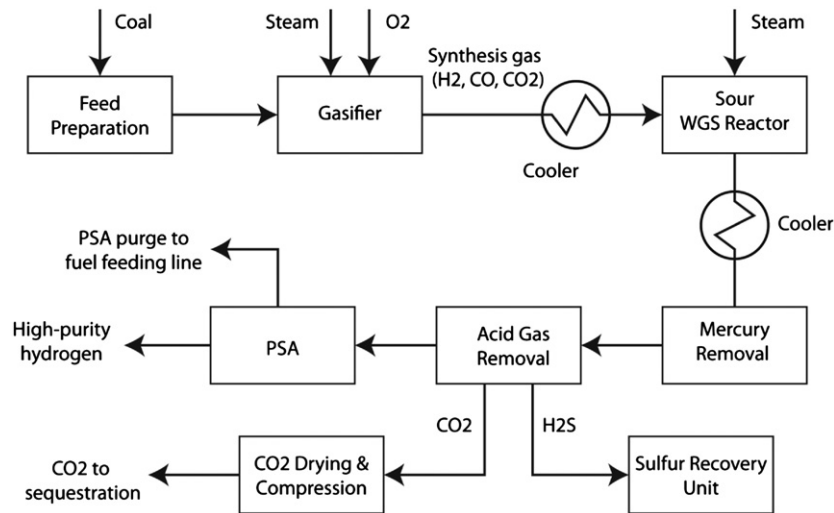 Coal
Steam
O2
Steam
Synthesis gas
(H2, CO, CO2)
Feed
Preparation
Gasifier
Sour
WGS Reactor
Cooler
Cooler
PSA purge to
fuel feeding line
High-purity
hydrogen
PSA
Acid Gas
Removal
Mercury
Removal
CO2
H2S
CO2 to
sequestration
CO2 Drying &
Compression
Sulfur Recovery
Unit